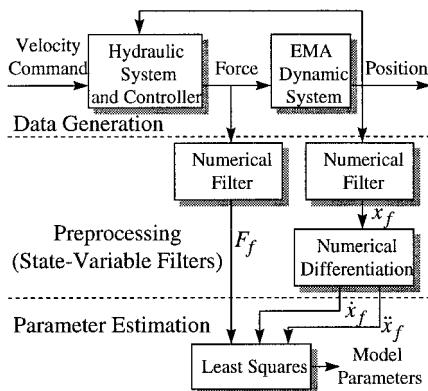 Velocity
Command
Hydraulic
System
and Controller
Force
EMA
Dynamic
System
Position
Data Generation
Numerical
Filter
Numerical
Filter
x_f
Preprocessing
(State-Variable Filters)
F_f
Numerical
Differentiation
Parameter Estimation
ẋ_f
ẍ_f
Least Squares
Model
Parameters